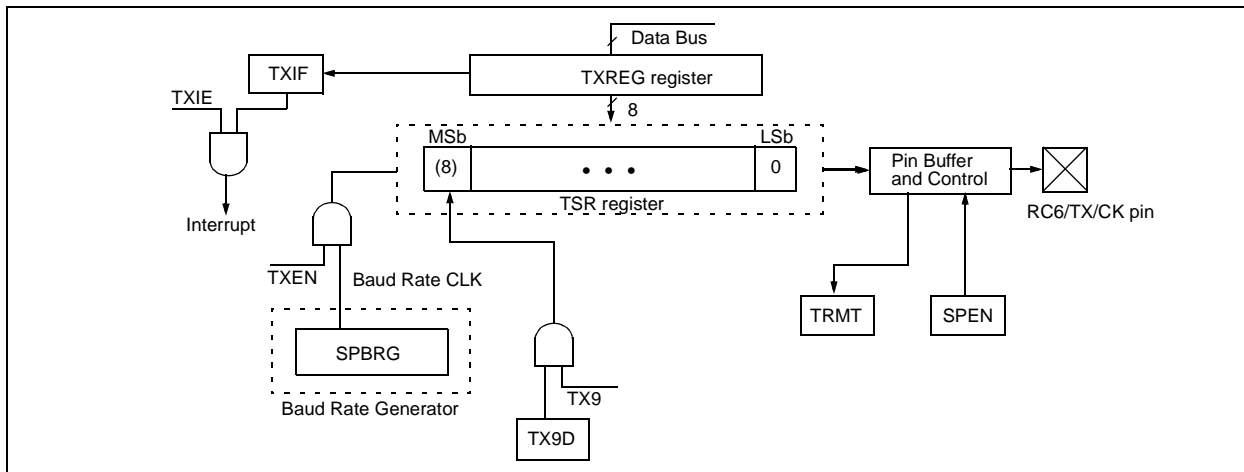 Data Bus
TXIF
TXREG register
TXIE
8
MSb
LSb
(8)
• • •
0
Pin Buffer
and Control
TSR register
RC6/TX/CK pin
Interrupt
TXEN
Baud Rate CLK
TRMT
SPEN
SPBRG
TX9
Baud Rate Generator
TX9D